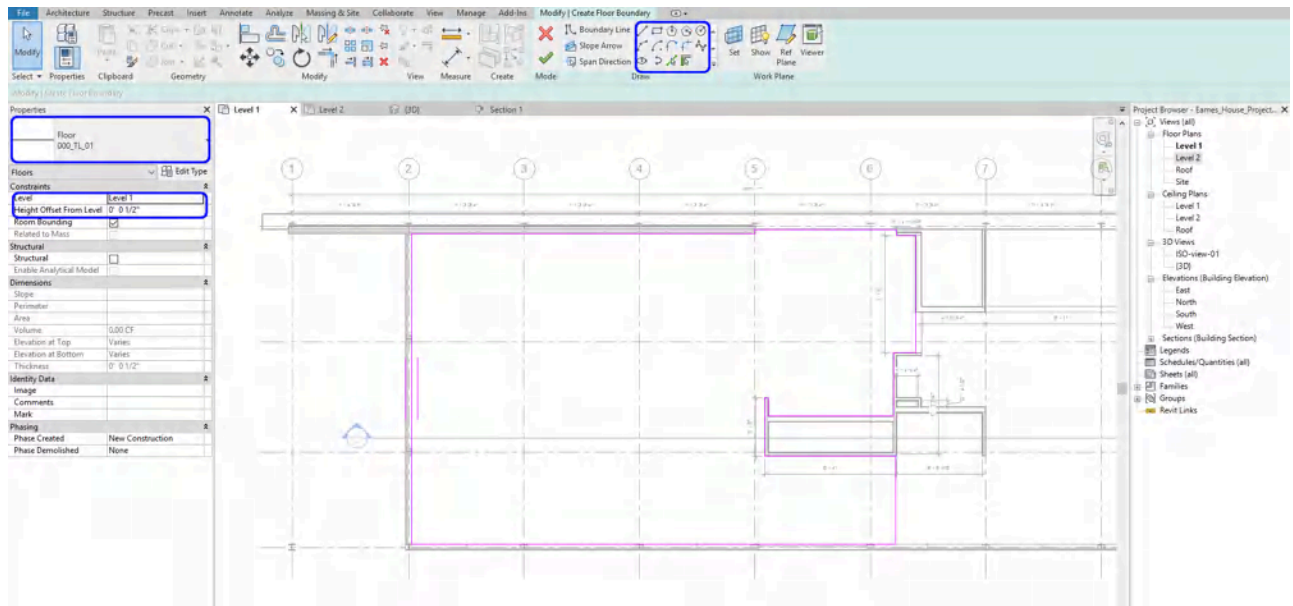 File Architecture Structure Precast Insert Annotate Analyze Massing & Site Collaborate View Manage Add-Ins Modify | Create Floor Boundary
Modify
Boundary Line
Slope Arrow
Span Direction
Set Show Ref Plane Viewer
Select Properties Clipboard Geometry Modify View Measure Create Mode Draw Work Plane
Modify | Create Floor Boundary
Properties
Level 1
Level 2
{3D}
Section 1
Floor
000_TL_01
Floors
Edit Type
Constraints
Level Level 1
Height Offset From Level 0' 0 1/2"
Room Bounding
Related to Mass
Structural
Structural
Enable Analytical Model
Dimensions
Slope
Perimeter
Area
Volume 0.00 CF
Elevation at Top Varies
Elevation at Bottom Varies
Thickness 0' 0 1/2"
Identity Data
Image
Comments
Mark
Phasing
Phase Created New Construction
Phase Demolished None
1 2 3 4 5 6 7
Project Browser - Eames_House_Project...
Views (all)
Floor Plans
Level 1
Level 2
Roof
Site
Ceiling Plans
Level 1
Level 2
Roof
3D Views
ISO-view-01
{3D}
Elevations (Building Elevation)
East
North
South
West
Sections (Building Section)
Legends
Schedules/Quantities (all)
Sheets (all)
Families
Groups
Revit Links